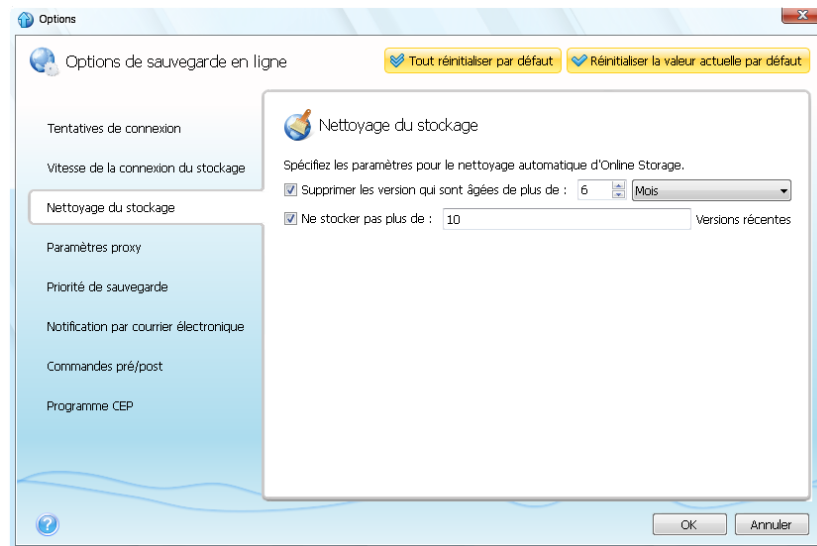 Options
Options de sauvegarde en ligne
Tout réinitialiser par défaut
Réinitialiser la valeur actuelle par défaut
Tentatives de connexion
Vitesse de la connexion du stockage
Nettoyage du stockage
Paramètres proxy
Priorité de sauvegarde
Notification par courrier électronique
Commandes pré/post
Programme CEP
Nettoyage du stockage
Spécifiez les paramètres pour le nettoyage automatique d'Online Storage.
Supprimer les version qui sont âgées de plus de : 6 Mois
Ne stocker pas plus de : 10 Versions récentes
OK
Annuler